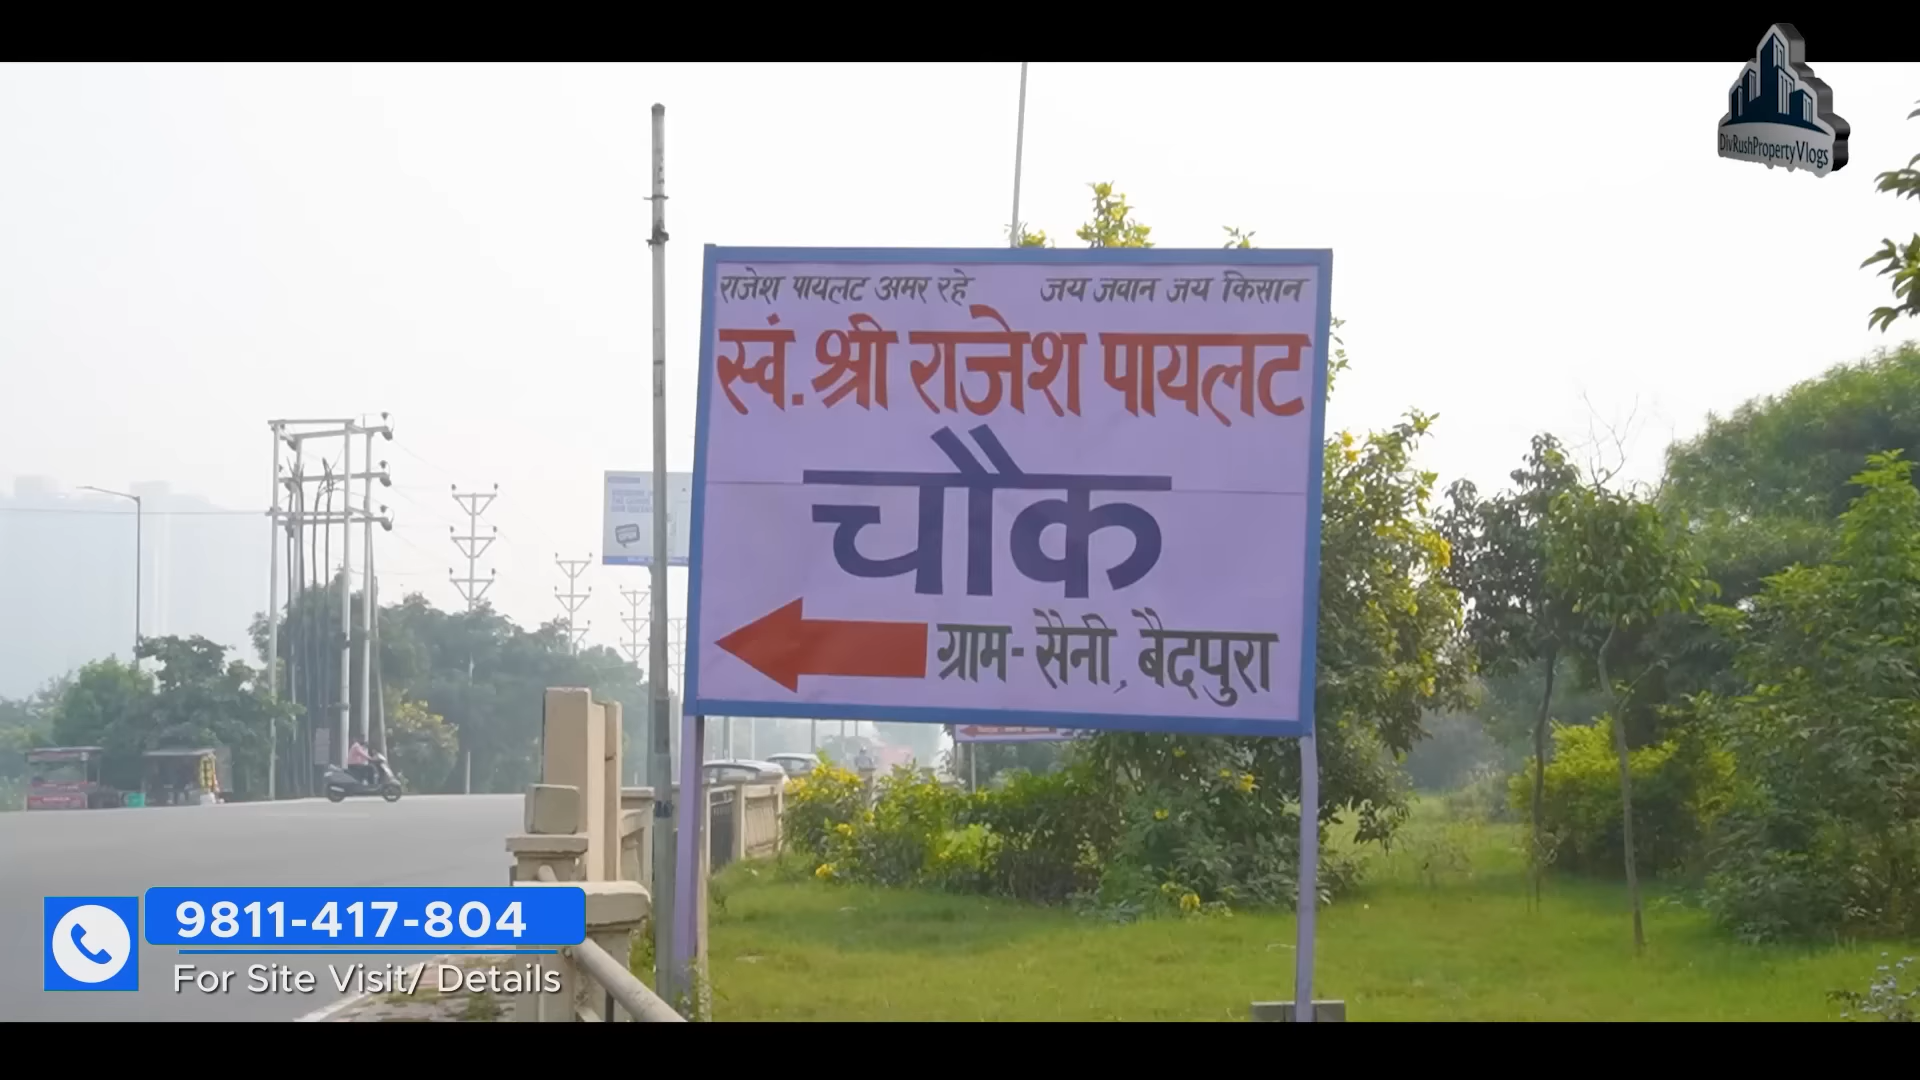 DivRushPropertyVlogs
राजेश पायलट अमर रहे जय जवान जय किसान
स्वं. श्री राजेश पायलट
चौक
ग्राम- सैनी, बैदपुरा
9811-417-804
For Site Visit/ Details